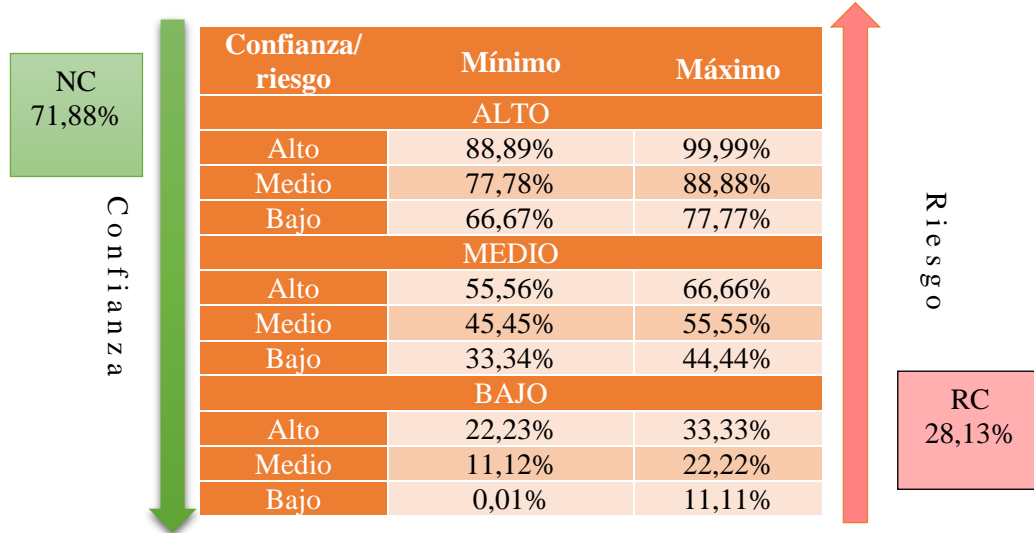 NC
71,88%
Confianza
Confianza/ riesgo Mínimo Máximo
ALTO
Alto 88,89% 99,99%
Medio 77,78% 88,88%
Bajo 66,67% 77,77%
MEDIO
Alto 55,56% 66,66%
Medio 45,45% 55,55%
Bajo 33,34% 44,44%
BAJO
Alto 22,23% 33,33%
Medio 11,12% 22,22%
Bajo 0,01% 11,11%
Riesgo
RC
28,13%